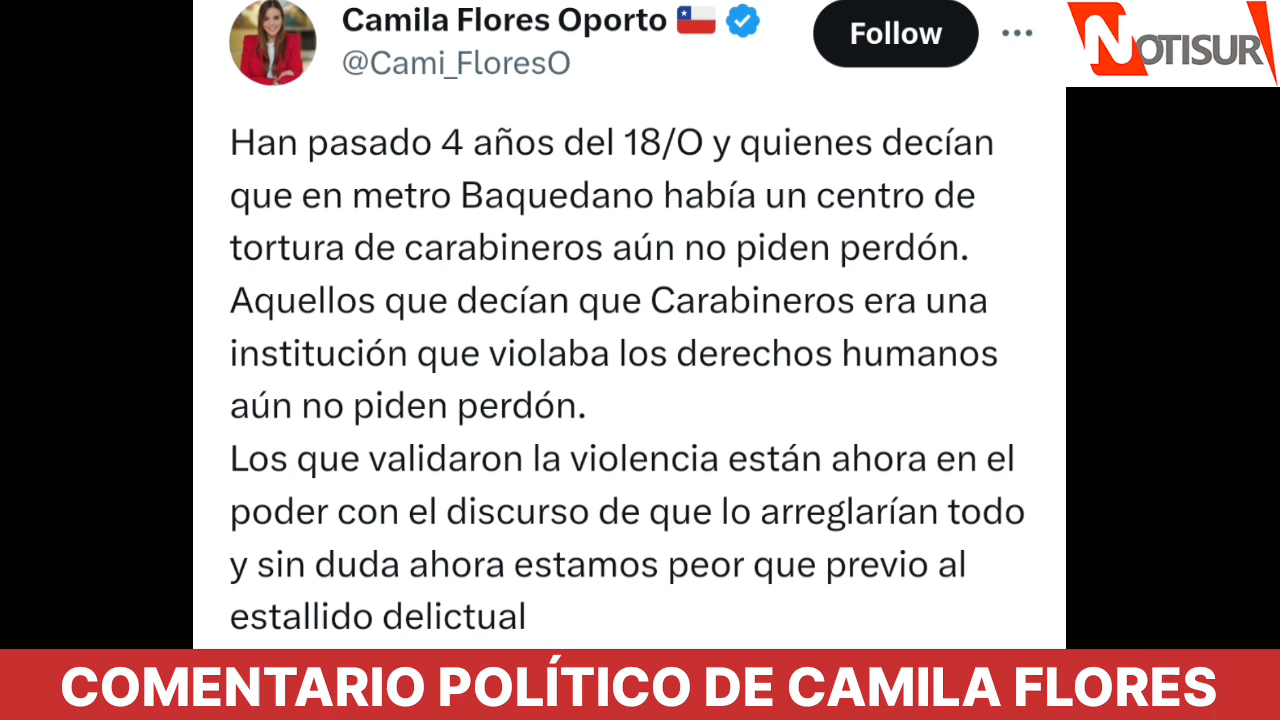 Camila Flores Oporto
@Cami_FloresO
Follow
NOTISUR
Han pasado 4 años del 18/O y quienes decían
que en metro Baquedano había un centro de
tortura de carabineros aún no piden perdón.
Aquellos que decían que Carabineros era una
institución que violaba los derechos humanos
aún no piden perdón.
Los que validaron la violencia están ahora en el
poder con el discurso de que lo arreglarían todo
y sin duda ahora estamos peor que previo al
estallido delictual
COMENTARIO POLÍTICO DE CAMILA FLORES